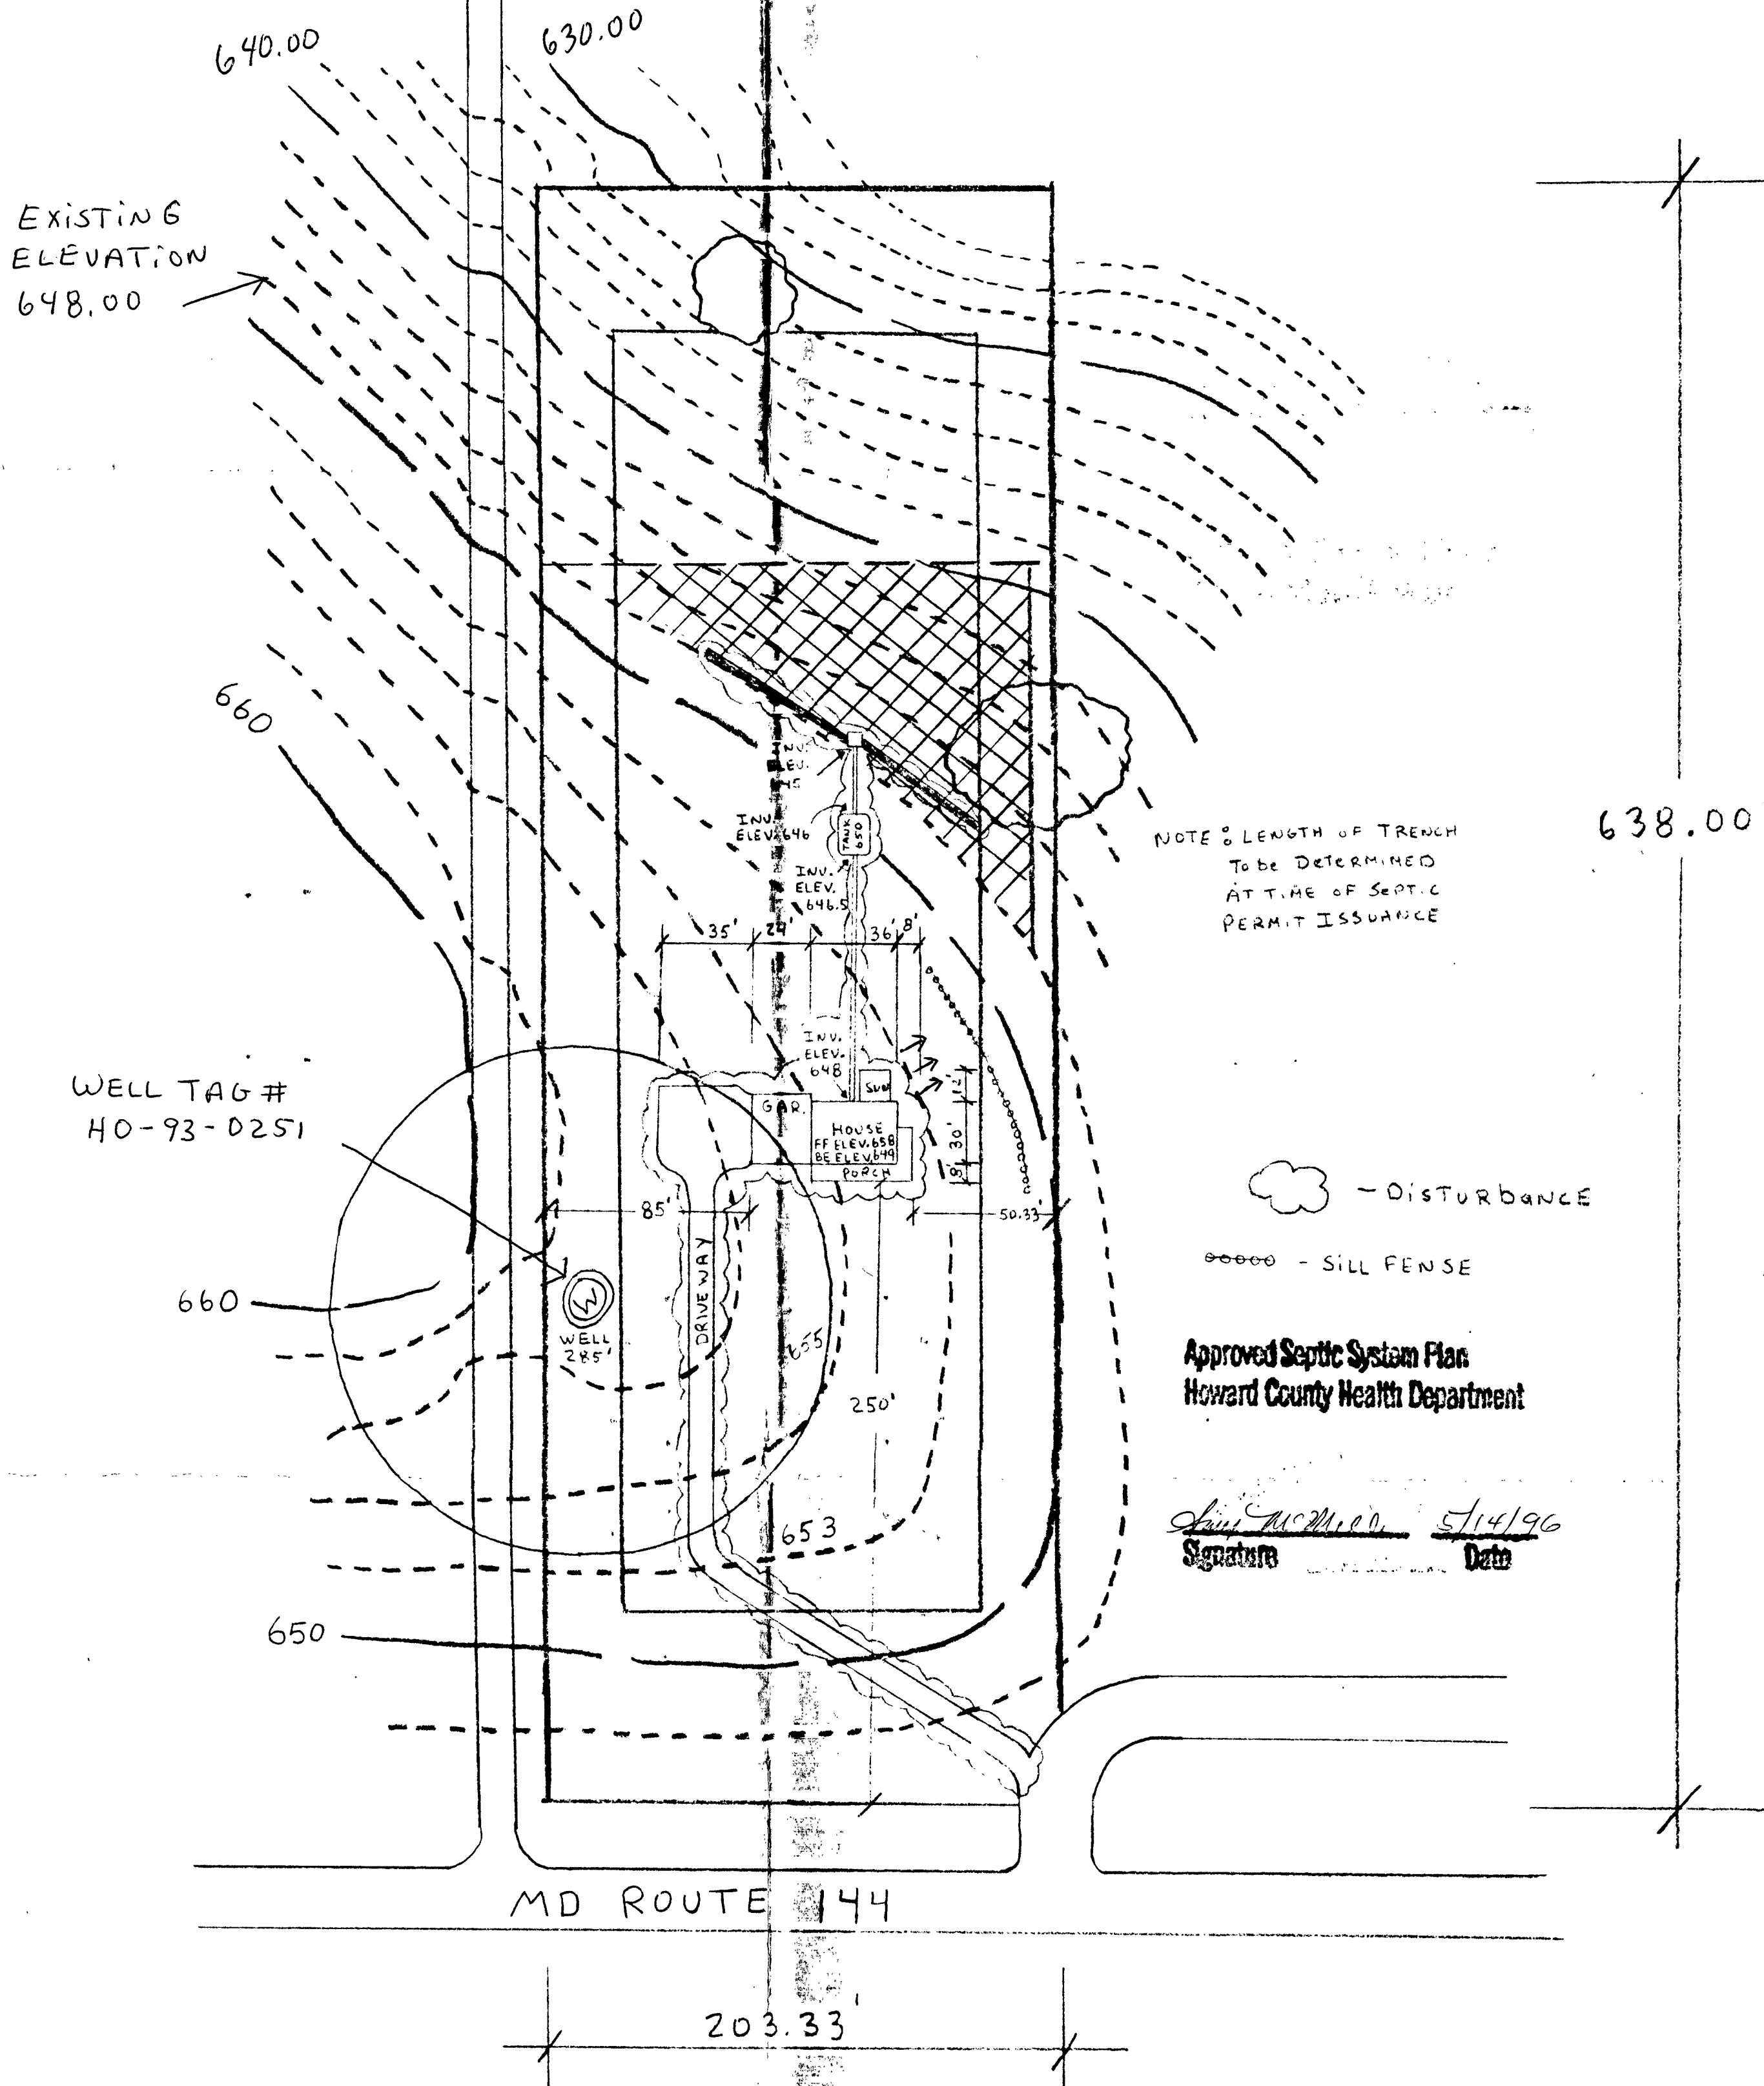 640.00
630.00
EXISTING
ELEVATION
648.00
660
INV.
ELEV.
INV.
ELEV. 646
TANK
650
INV.
ELEV.
646.5
NOTE: LENGTH OF TRENCH
To be DETERMINED
AT TIME OF SEPTIC
PERMIT ISSUANCE
638.00
35'
24'
36'
8'
INV.
ELEV.
648
SUN
12'
30'
8'
GAR.
HOUSE
FF ELEV. 658
BE ELEV. 649
PORCH
WELL TAG #
HO-93-0251
85'
50.33'
DRIVEWAY
- DISTURbANCE
- SILL FENSE
660
W
WELL
285'
655
250'
Approved Septic System Plan
Howard County Health Department
653
5/14/96
Signature
Date
650
MD ROUTE 144
203.33'